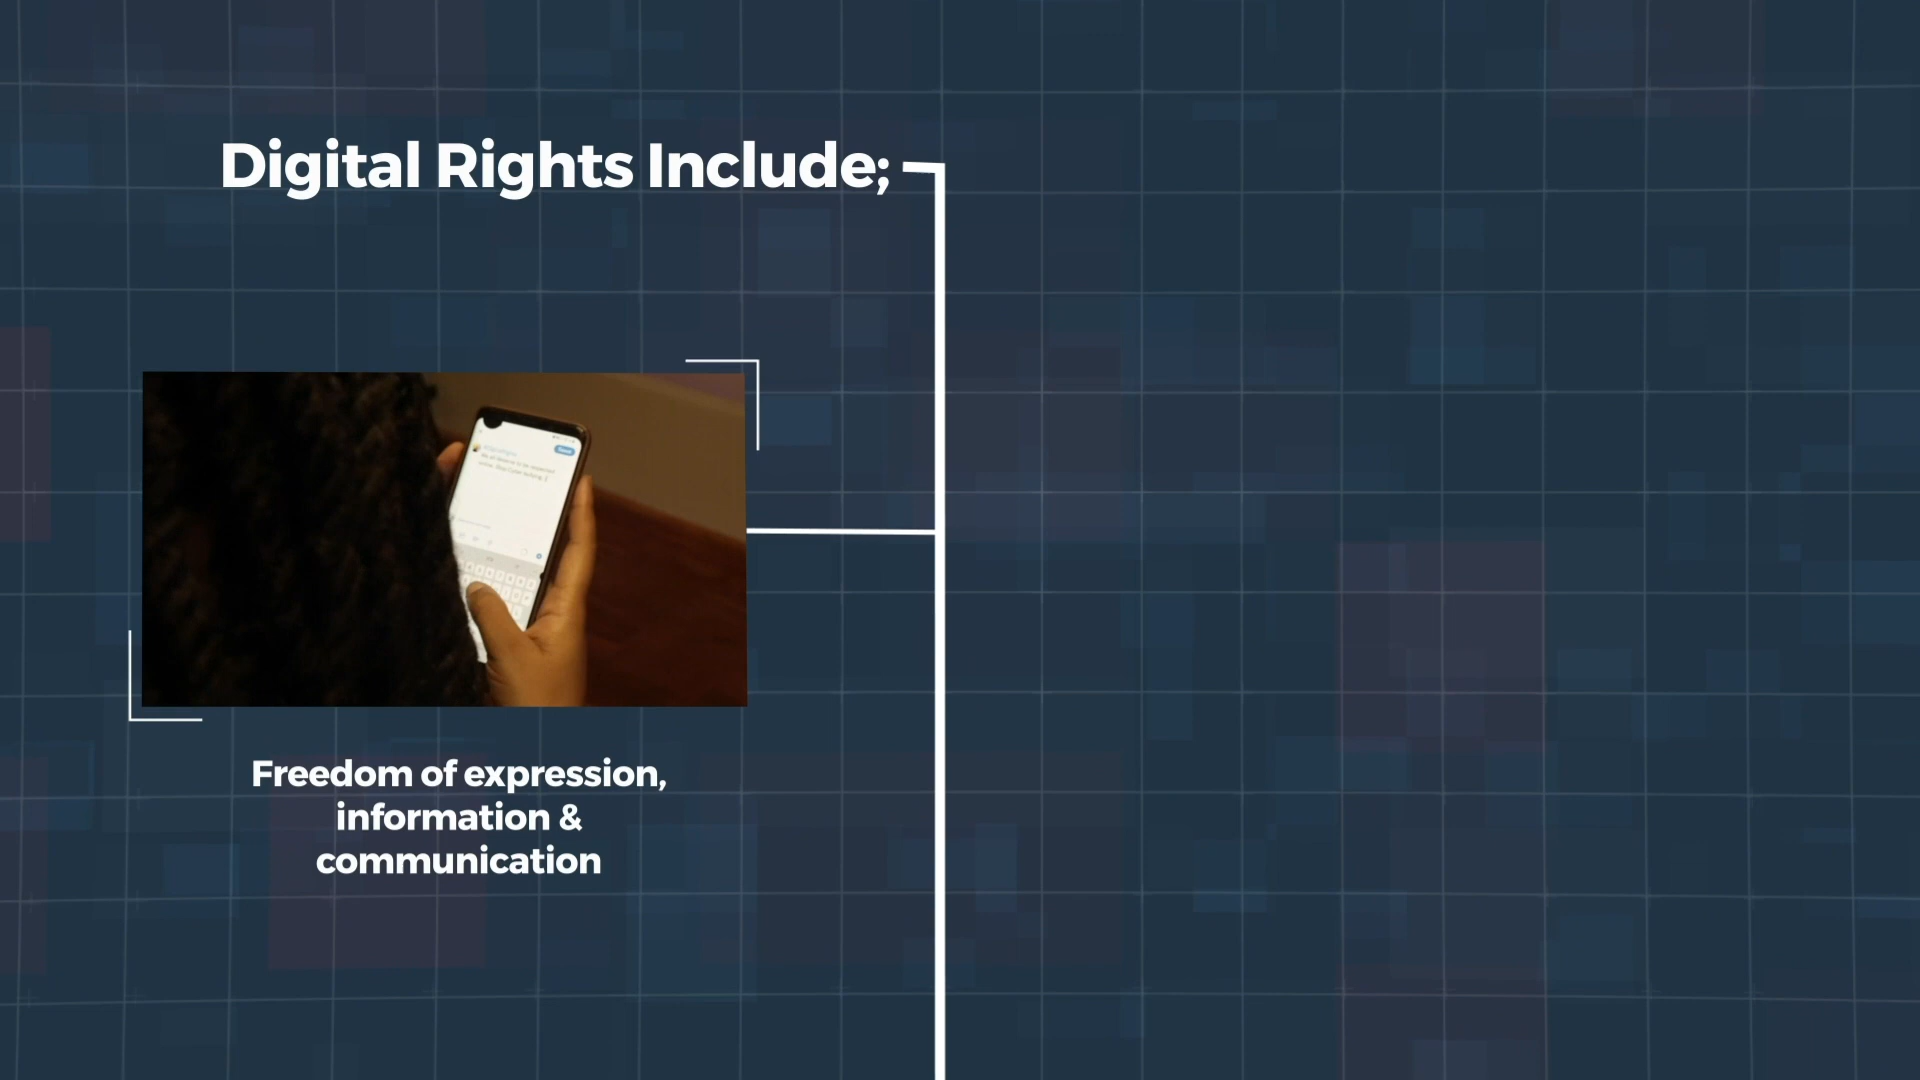 Digital Rights Include;
Freedom of expression,
information &
communication